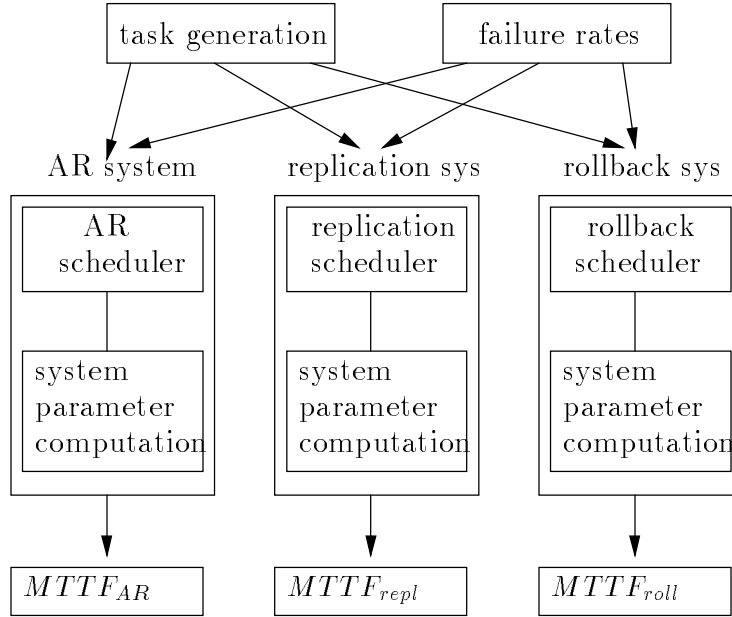 task generation
failure rates
AR system
replication sys
rollback sys
AR
scheduler
replication
scheduler
rollback
scheduler
system
parameter
computation
system
parameter
computation
system
parameter
computation
MTTF_AR
MTTF_repl
MTTF_roll